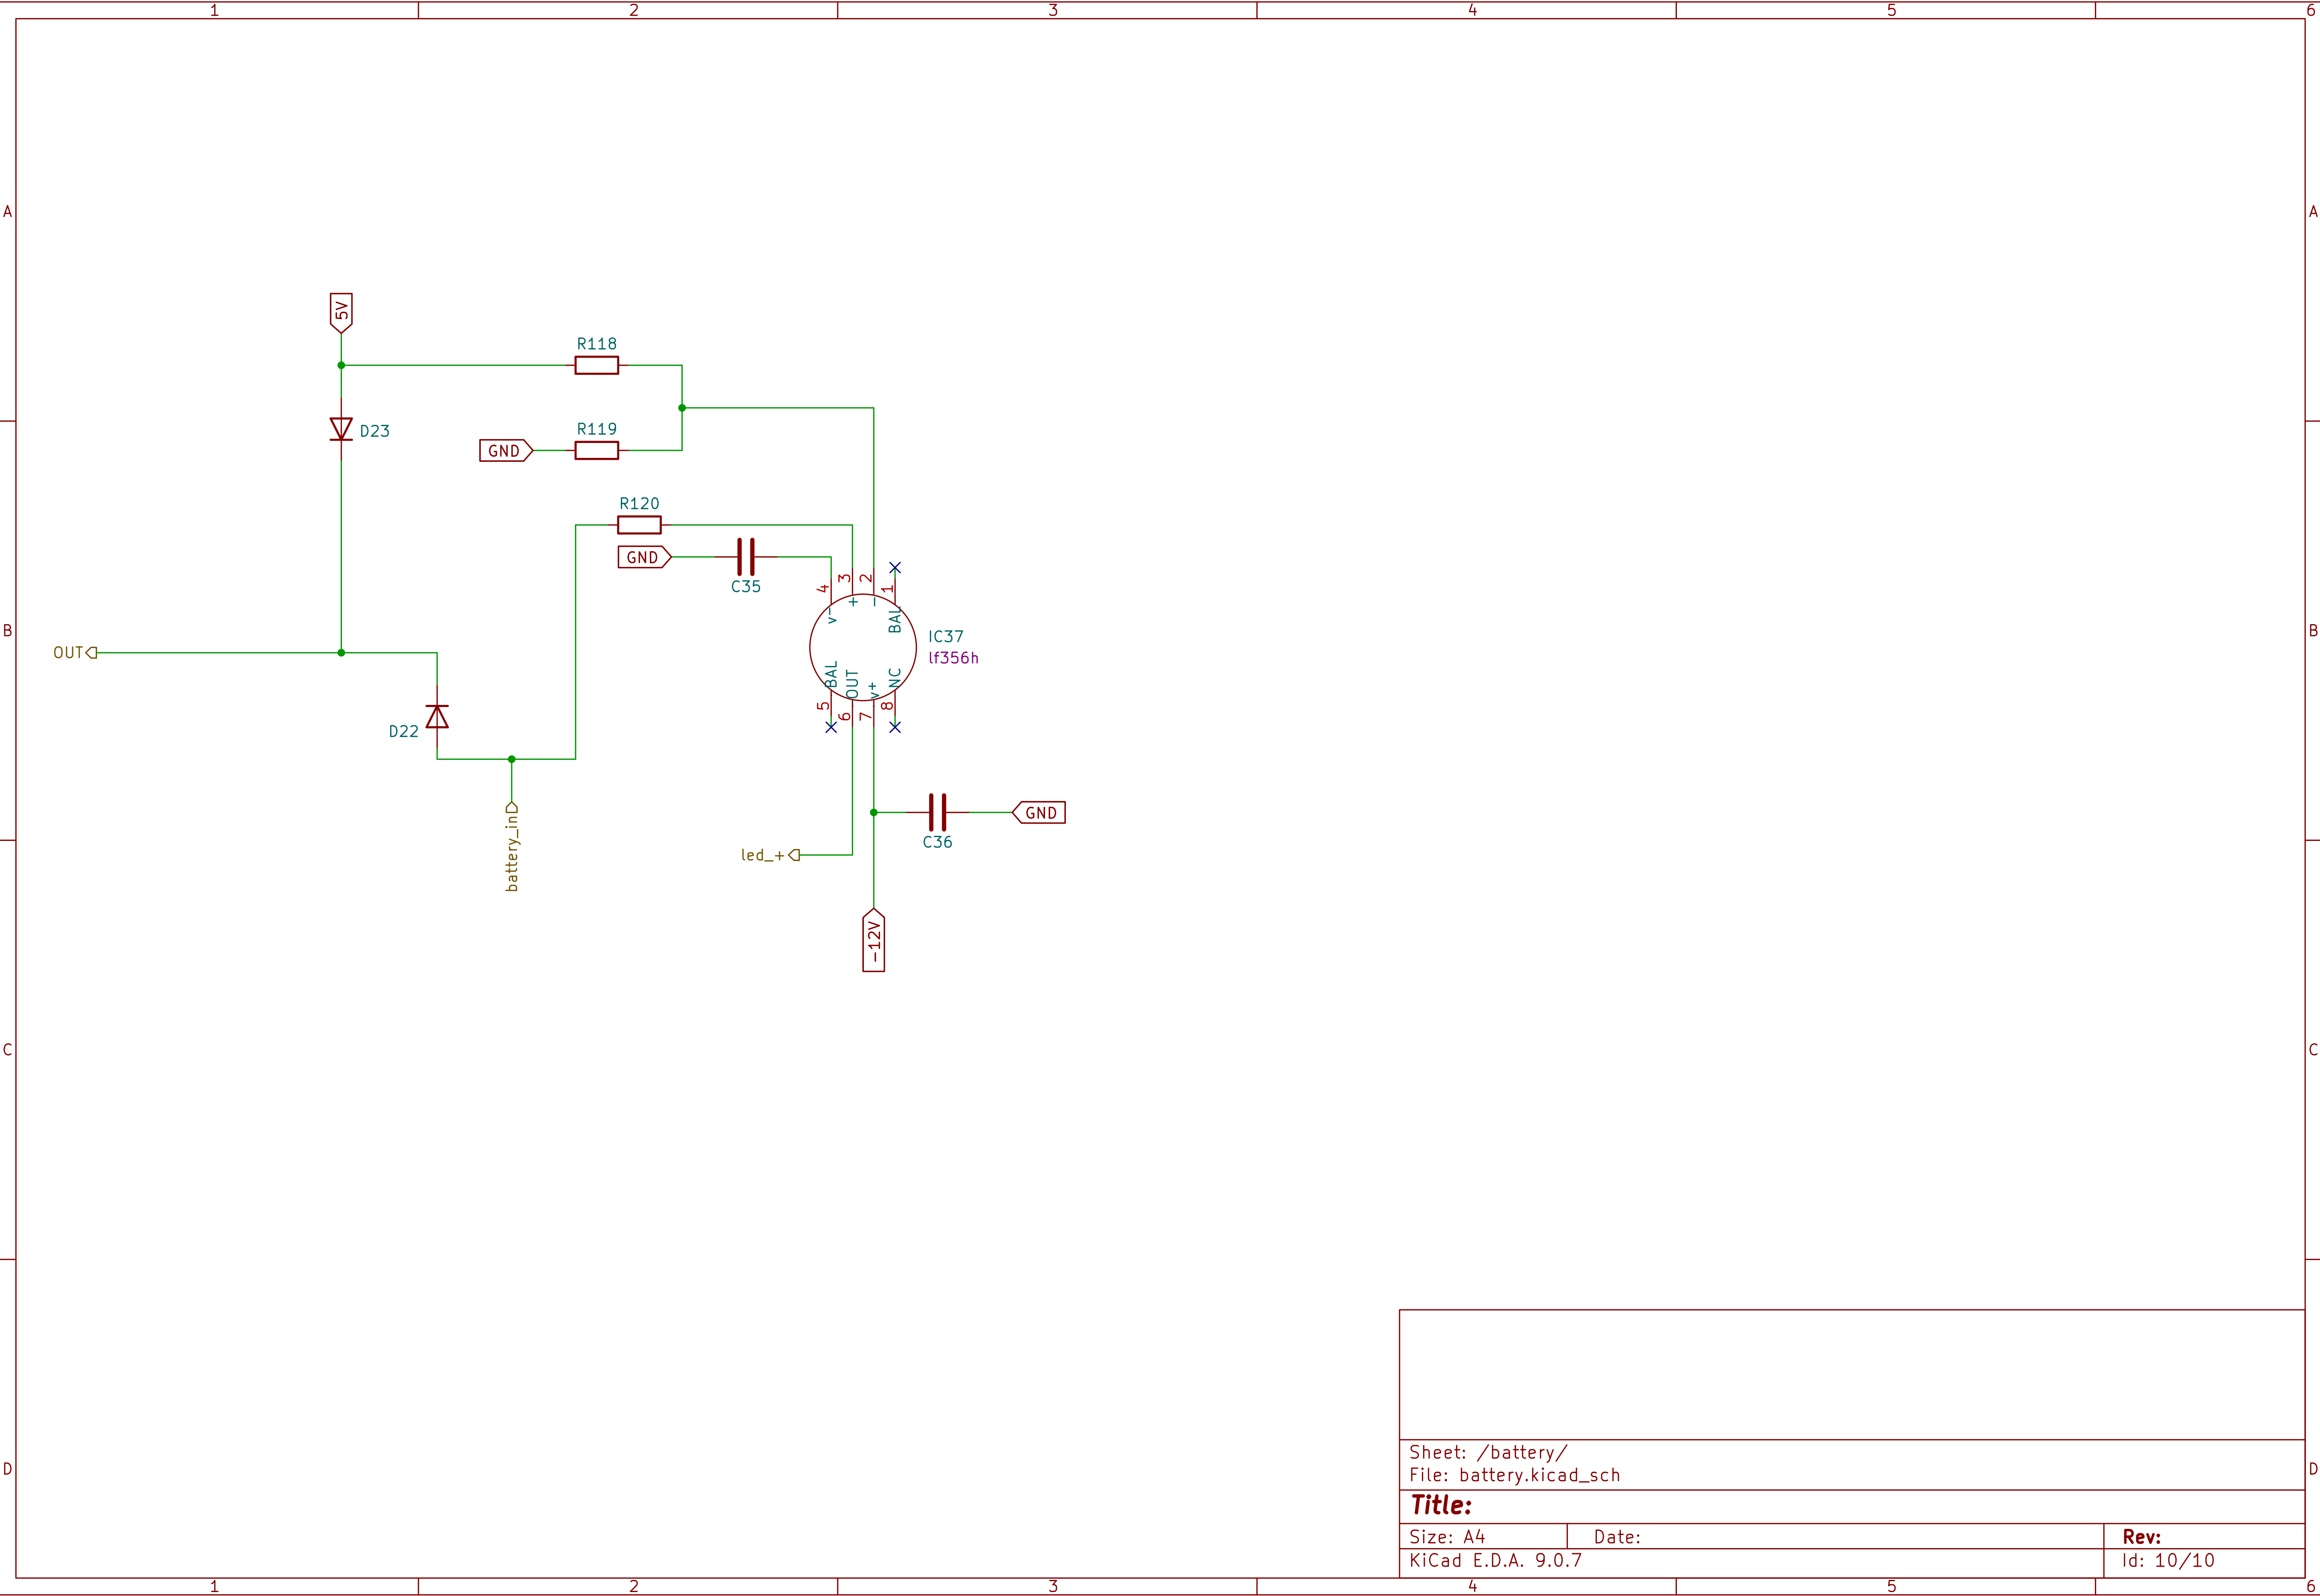 1 2 3 4 5 6
A A
5V
R118
D23
R119
GND
R120
GND
C35
4 3 2 1
v- + - BAL
B B
IC37
lf356h
OUT
BAL OUT v+ NC
5 6 7 8
D22
battery_in
GND
C36
led_+
-12V
C C
Sheet: /battery/
File: battery.kicad_sch
D D
Title:
Size: A4 Date: Rev:
KiCad E.D.A. 9.0.7 Id: 10/10
1 2 3 4 5 6